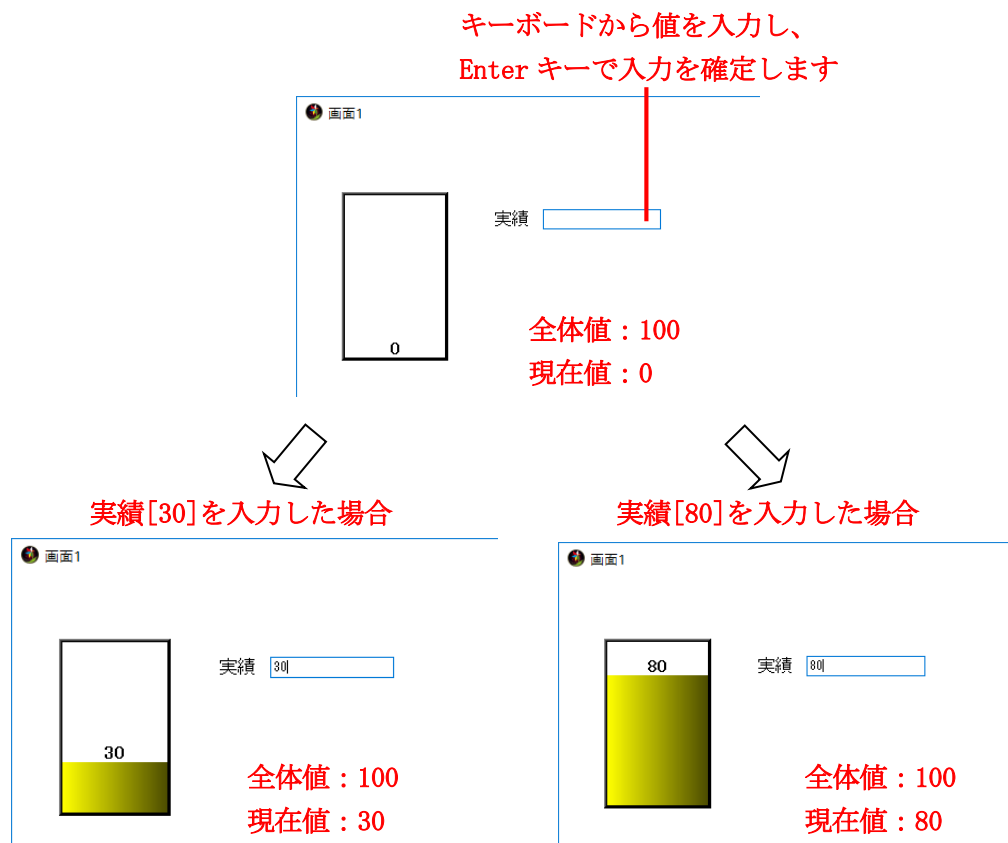 キーボードから値を入力し、
Enter キーで入力を確定します
画面1
実績
0
全体値：100
現在値：0
実績[30]を入力した場合
画面1
実績 30
30
全体値：100
現在値：30
実績[80]を入力した場合
画面1
80 実績 80
全体値：100
現在値：80